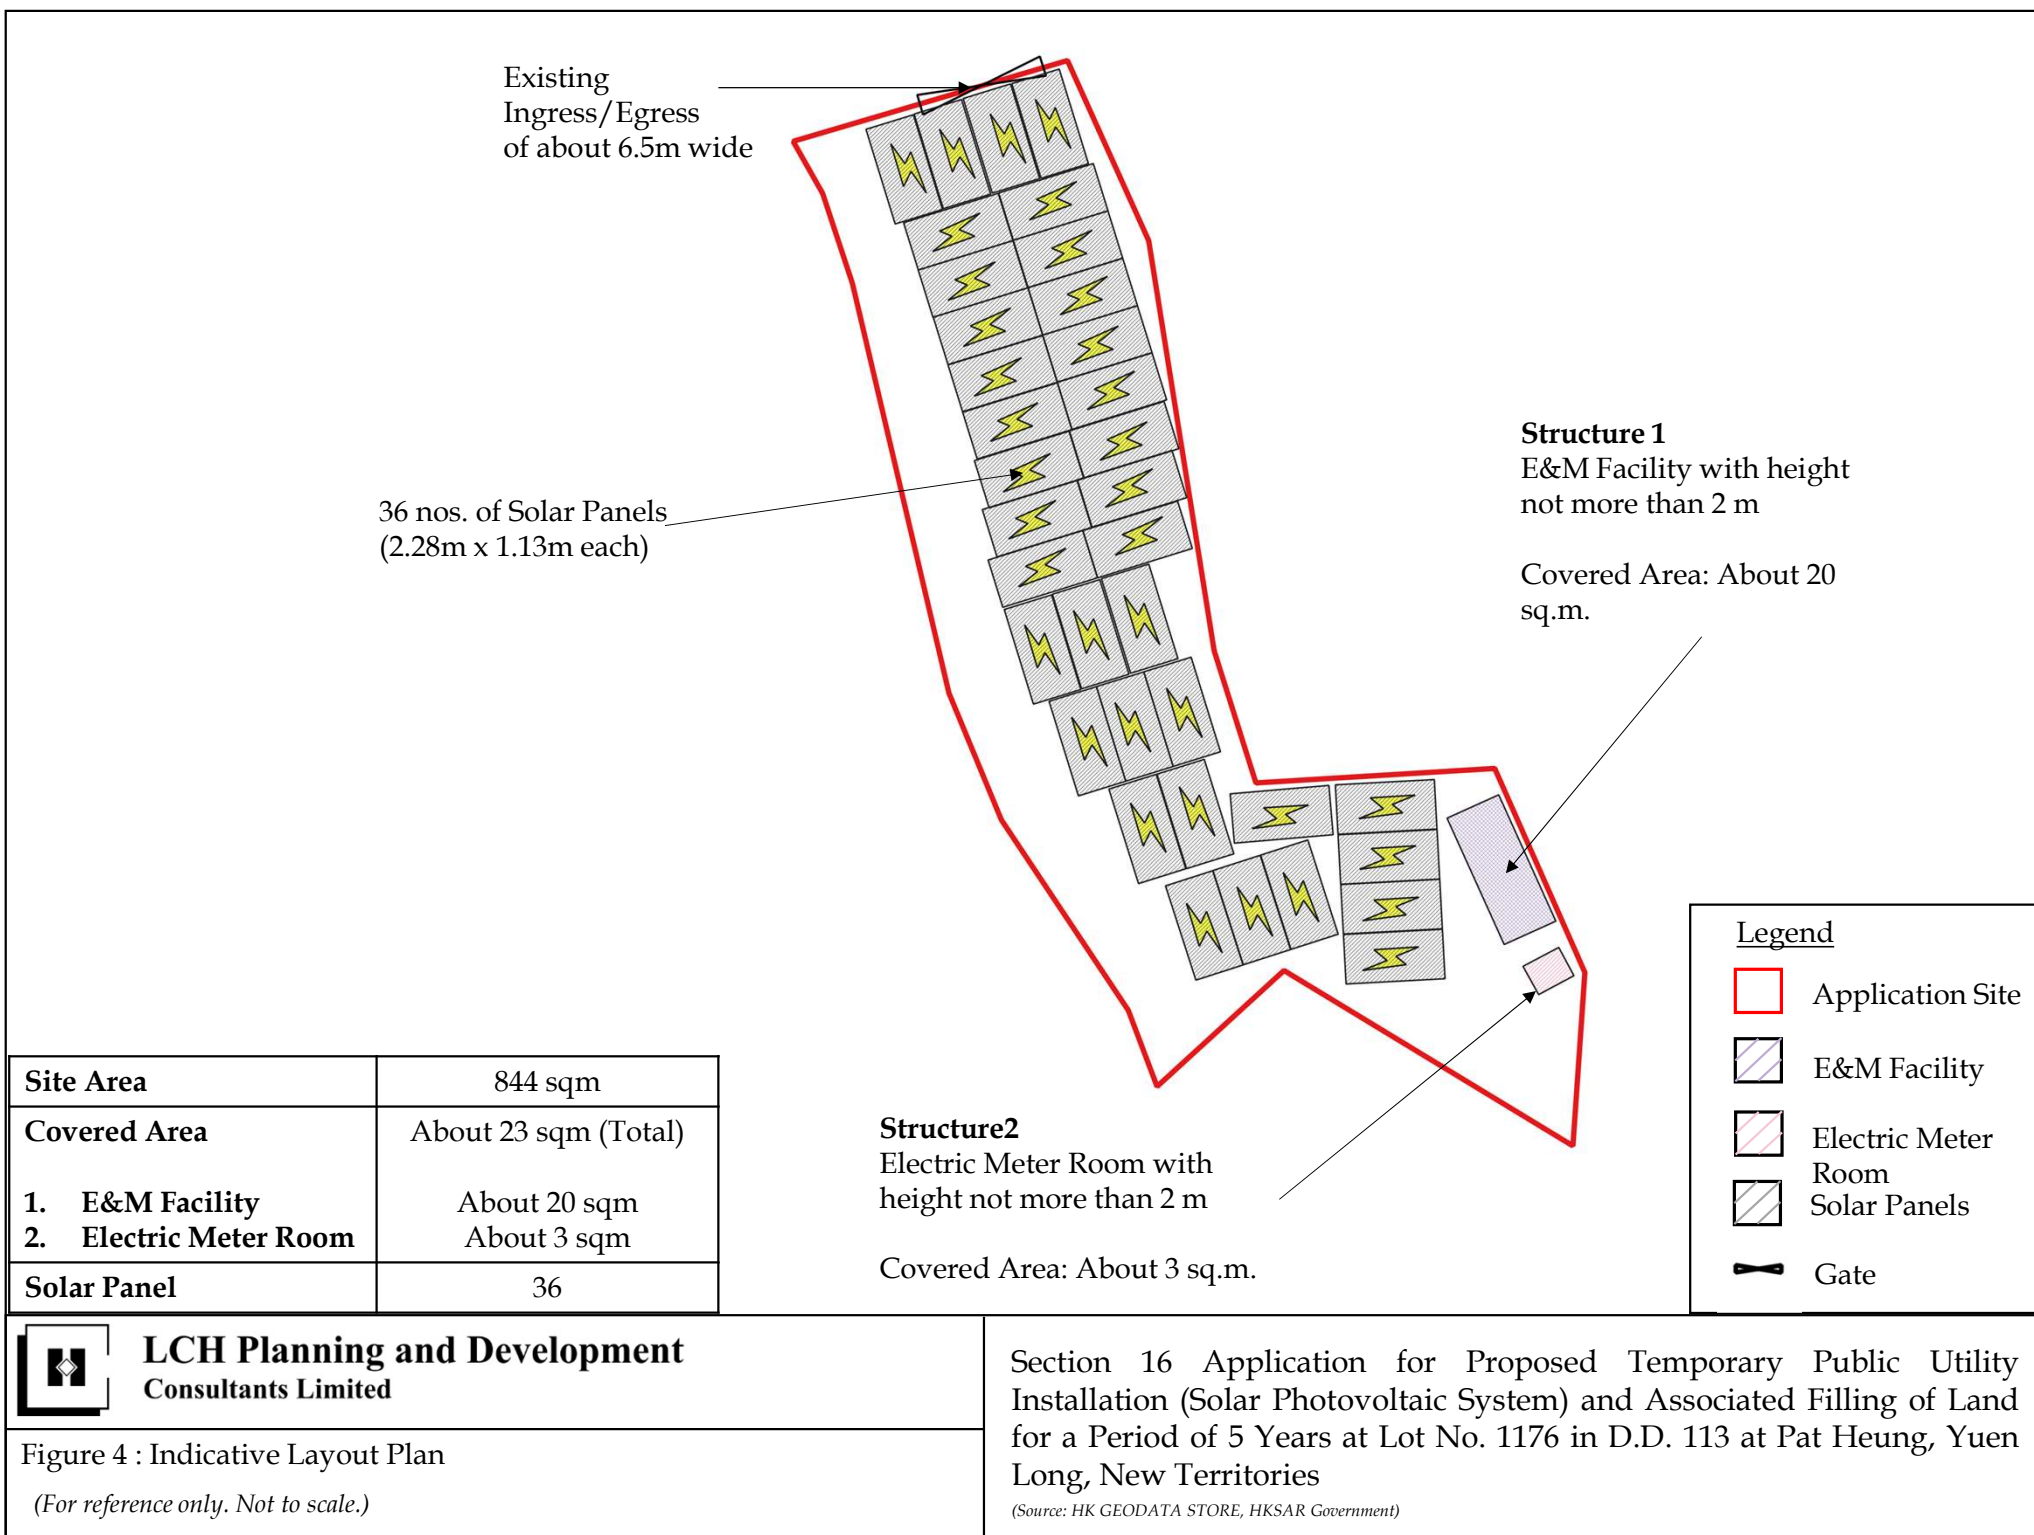 Existing
Ingress/Egress
of about 6.5m wide
36 nos. of Solar Panels
(2.28m x 1.13m each)
Structure 1
E&M Facility with height
not more than 2 m
Covered Area: About 20
sq.m.
Structure2
Electric Meter Room with
height not more than 2 m
Covered Area: About 3 sq.m.
Legend
Application Site
E&M Facility
Electric Meter
Room
Solar Panels
Gate
Site Area 844 sqm
Covered Area About 23 sqm (Total)
1. E&M Facility About 20 sqm
2. Electric Meter Room About 3 sqm
Solar Panel 36
LCH Planning and Development
Consultants Limited
Figure 4 : Indicative Layout Plan
(For reference only. Not to scale.)
Section 16 Application for Proposed Temporary Public Utility
Installation (Solar Photovoltaic System) and Associated Filling of Land
for a Period of 5 Years at Lot No. 1176 in D.D. 113 at Pat Heung, Yuen
Long, New Territories
(Source: HK GEODATA STORE, HKSAR Government)